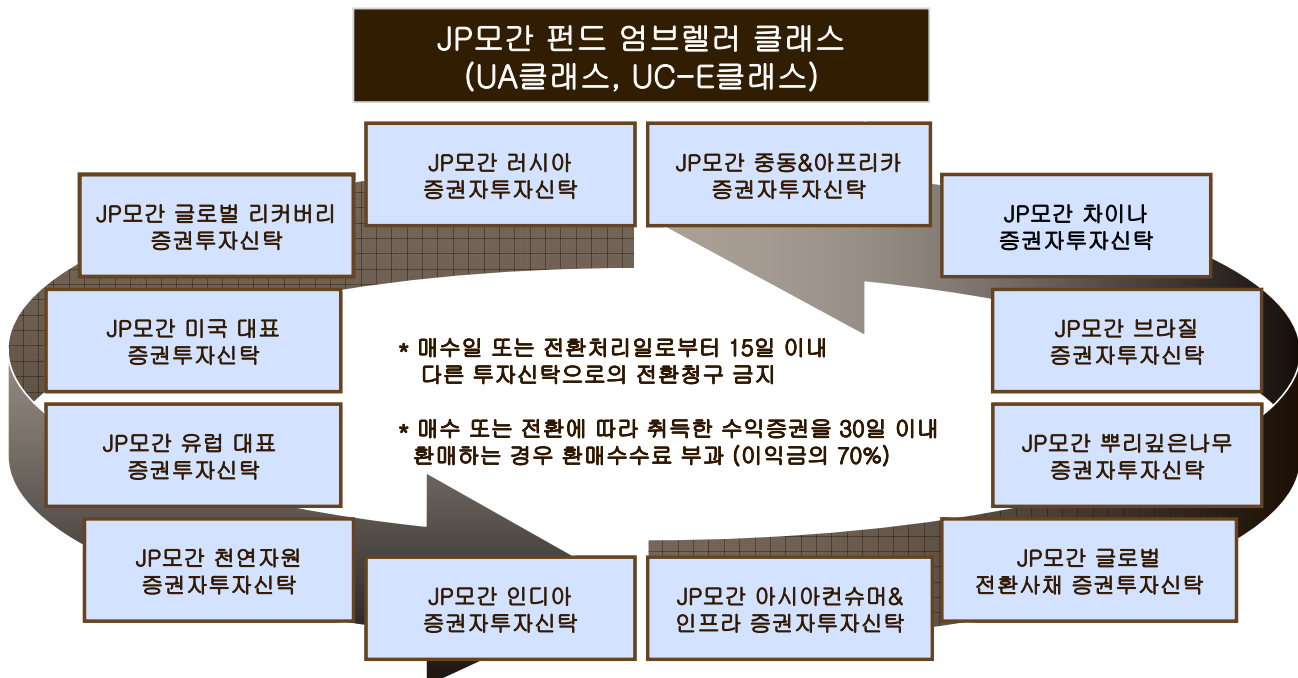 JP모간 펀드 엄브렐러 클래스
(UA클래스, UC-E클래스)
JP모간 러시아
증권자투자신탁
JP모간 중동&아프리카
증권자투자신탁
JP모간 글로벌 리커버리
증권투자신탁
JP모간 차이나
증권자투자신탁
JP모간 미국 대표
증권투자신탁
JP모간 브라질
증권자투자신탁
* 매수일 또는 전환처리일로부터 15일 이내
다른 투자신탁으로의 전환청구 금지
* 매수 또는 전환에 따라 취득한 수익증권을 30일 이내
환매하는 경우 환매수수료 부과 (이익금의 70%)
JP모간 유럽 대표
증권투자신탁
JP모간 뿌리깊은나무
증권자투자신탁
JP모간 천연자원
증권자투자신탁
JP모간 글로벌
전환사채 증권투자신탁
JP모간 인디아
증권자투자신탁
JP모간 아시아컨슈머&
인프라 증권자투자신탁